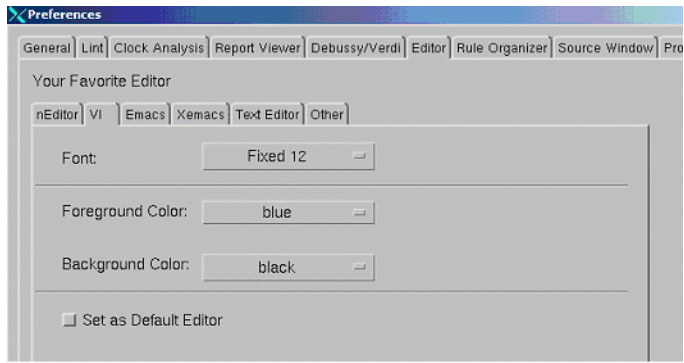 Preferences
General Lint Clock Analysis Report Viewer Debussy/Verdi Editor Rule Organizer Source Window Pro
Your Favorite Editor
nEditor VI Emacs Xemacs Text Editor Other
Font: Fixed 12
Foreground Color: blue
Background Color: black
Set as Default Editor